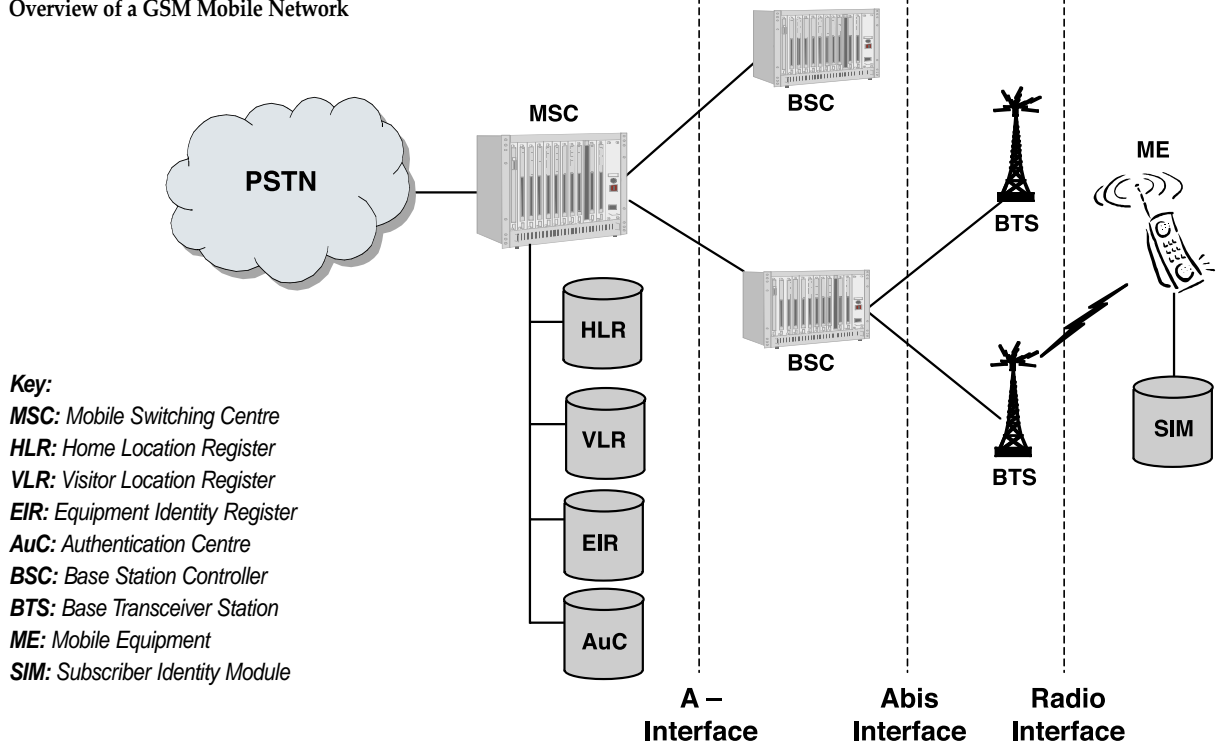 Overview of a GSM Mobile Network
PSTN
MSC
BSC
BSC
BTS
BTS
ME
SIM
HLR
VLR
EIR
AuC
Key:
MSC: Mobile Switching Centre
HLR: Home Location Register
VLR: Visitor Location Register
EIR: Equipment Identity Register
AuC: Authentication Centre
BSC: Base Station Controller
BTS: Base Transceiver Station
ME: Mobile Equipment
SIM: Subscriber Identity Module
A –
Interface
Abis
Interface
Radio
Interface